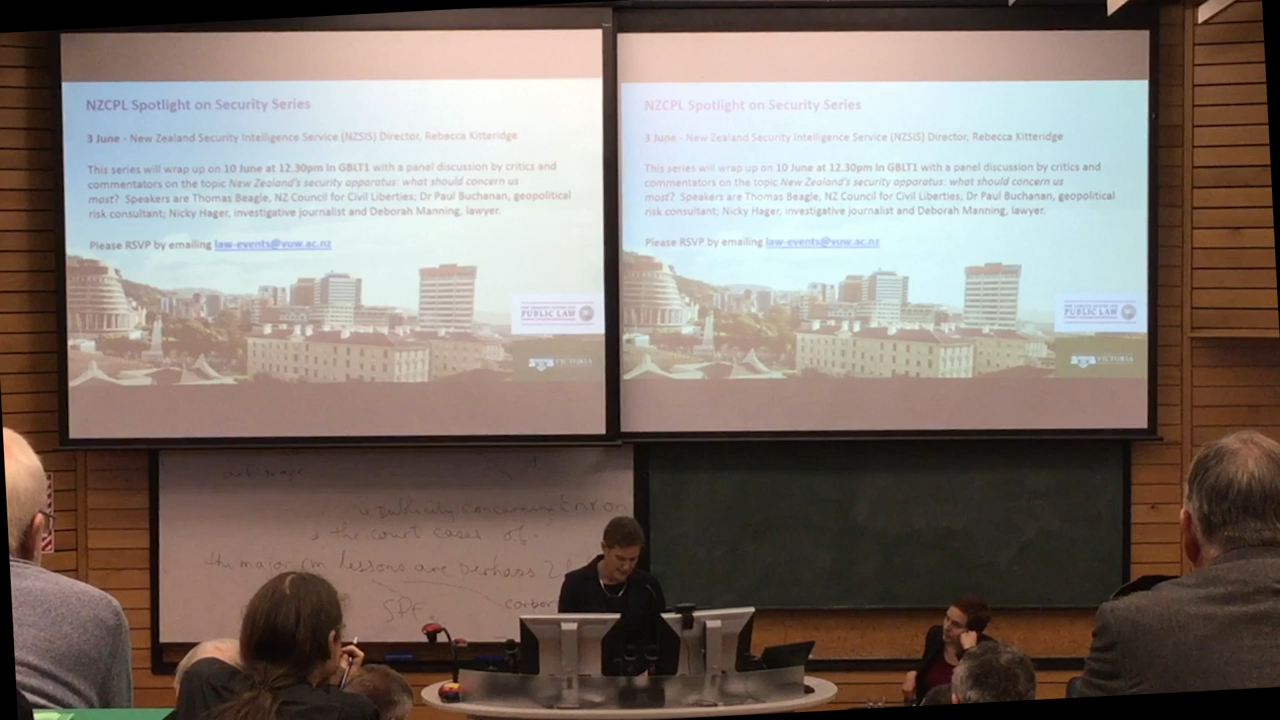 NZCPL Spotlight on Security Series
3 June - New Zealand Security Intelligence Service (NZSIS) Director, Rebecca Kitteridge
This series will wrap up on 10 June at 12.30pm in GBLT1 with a panel discussion by critics and
commentators on the topic New Zealand's security apparatus: what should concern us
most? Speakers are Thomas Beagle, NZ Council for Civil Liberties; Dr Paul Buchanan, geopolitical
risk consultant; Nicky Hager, investigative journalist and Deborah Manning, lawyer.
Please RSVP by emailing law-events@vuw.ac.nz
PUBLIC LAW
VICTORIA
NZCPL Spotlight on Security Series
3 June - New Zealand Security Intelligence Service (NZSIS) Director, Rebecca Kitteridge
This series will wrap up on 10 June at 12.30pm in GBLT1 with a panel discussion by critics and
commentators on the topic New Zealand's security apparatus: what should concern us
most? Speakers are Thomas Beagle, NZ Council for Civil Liberties; Dr Paul Buchanan, geopolitical
risk consultant; Nicky Hager, investigative journalist and Deborah Manning, lawyer.
Please RSVP by emailing law-events@vuw.ac.nz
PUBLIC LAW
VICTORIA
publicity concerning
the court cases of
the major lessons are perhaps 2
SPE